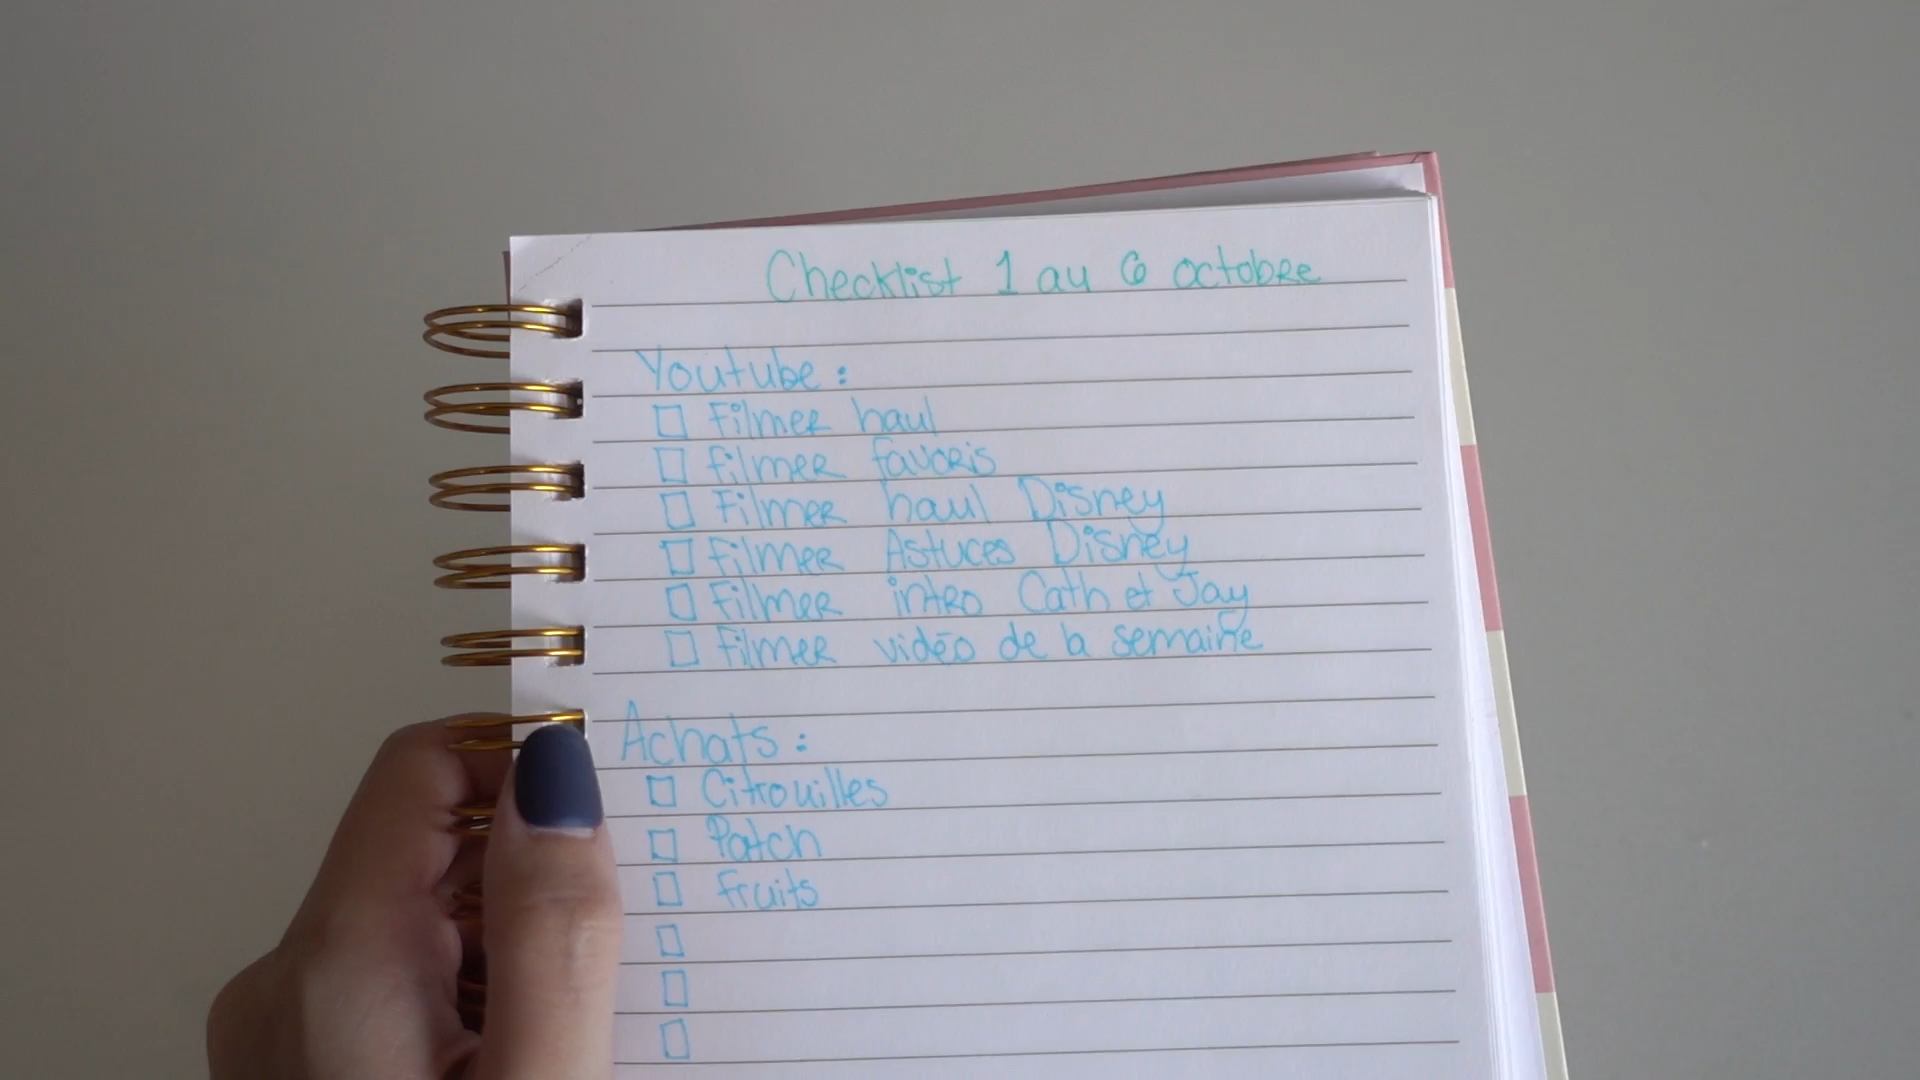 Checklist 1 au 6 octobre
Youtube :
Filmer haul
Filmer favoris
Filmer haul Disney
Filmer Astuces Disney
Filmer intro Cath et Jay
Filmer vidéo de la semaine
Achats :
Citrouilles
Patch
Fruits